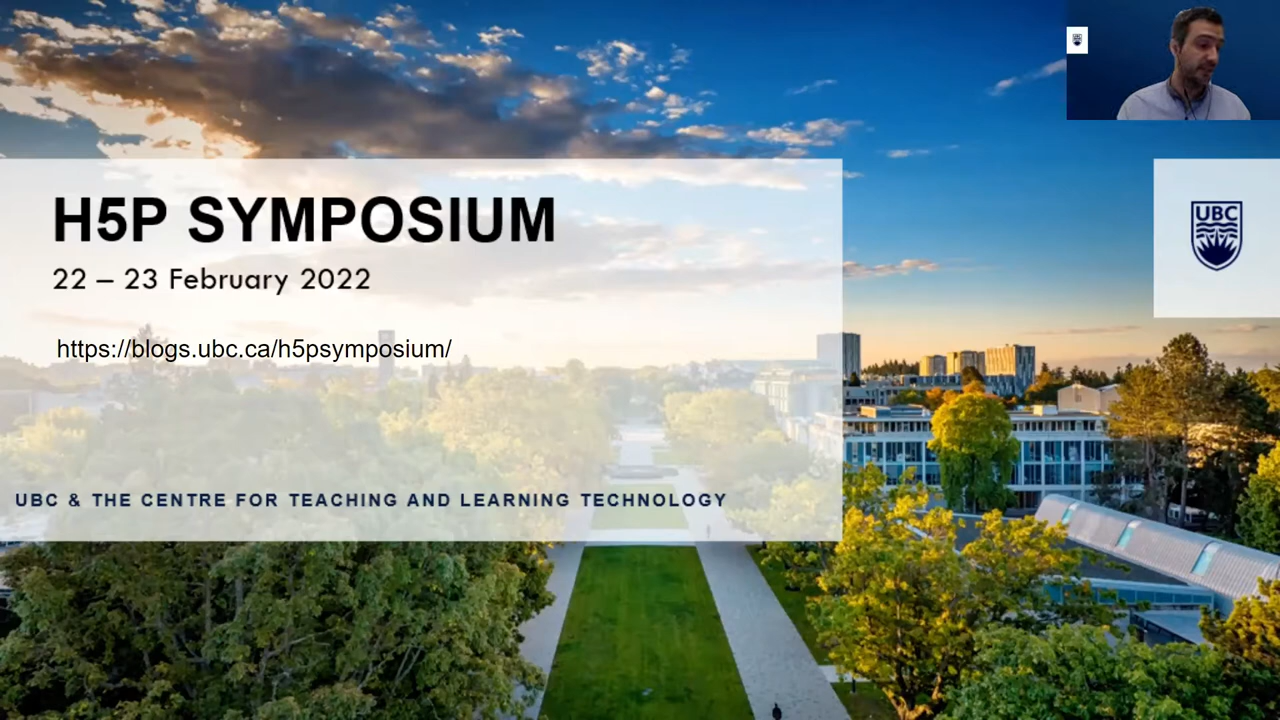 H5P SYMPOSIUM
22 – 23 February 2022
https://blogs.ubc.ca/h5psymposium/
UBC & THE CENTRE FOR TEACHING AND LEARNING TECHNOLOGY
UBC